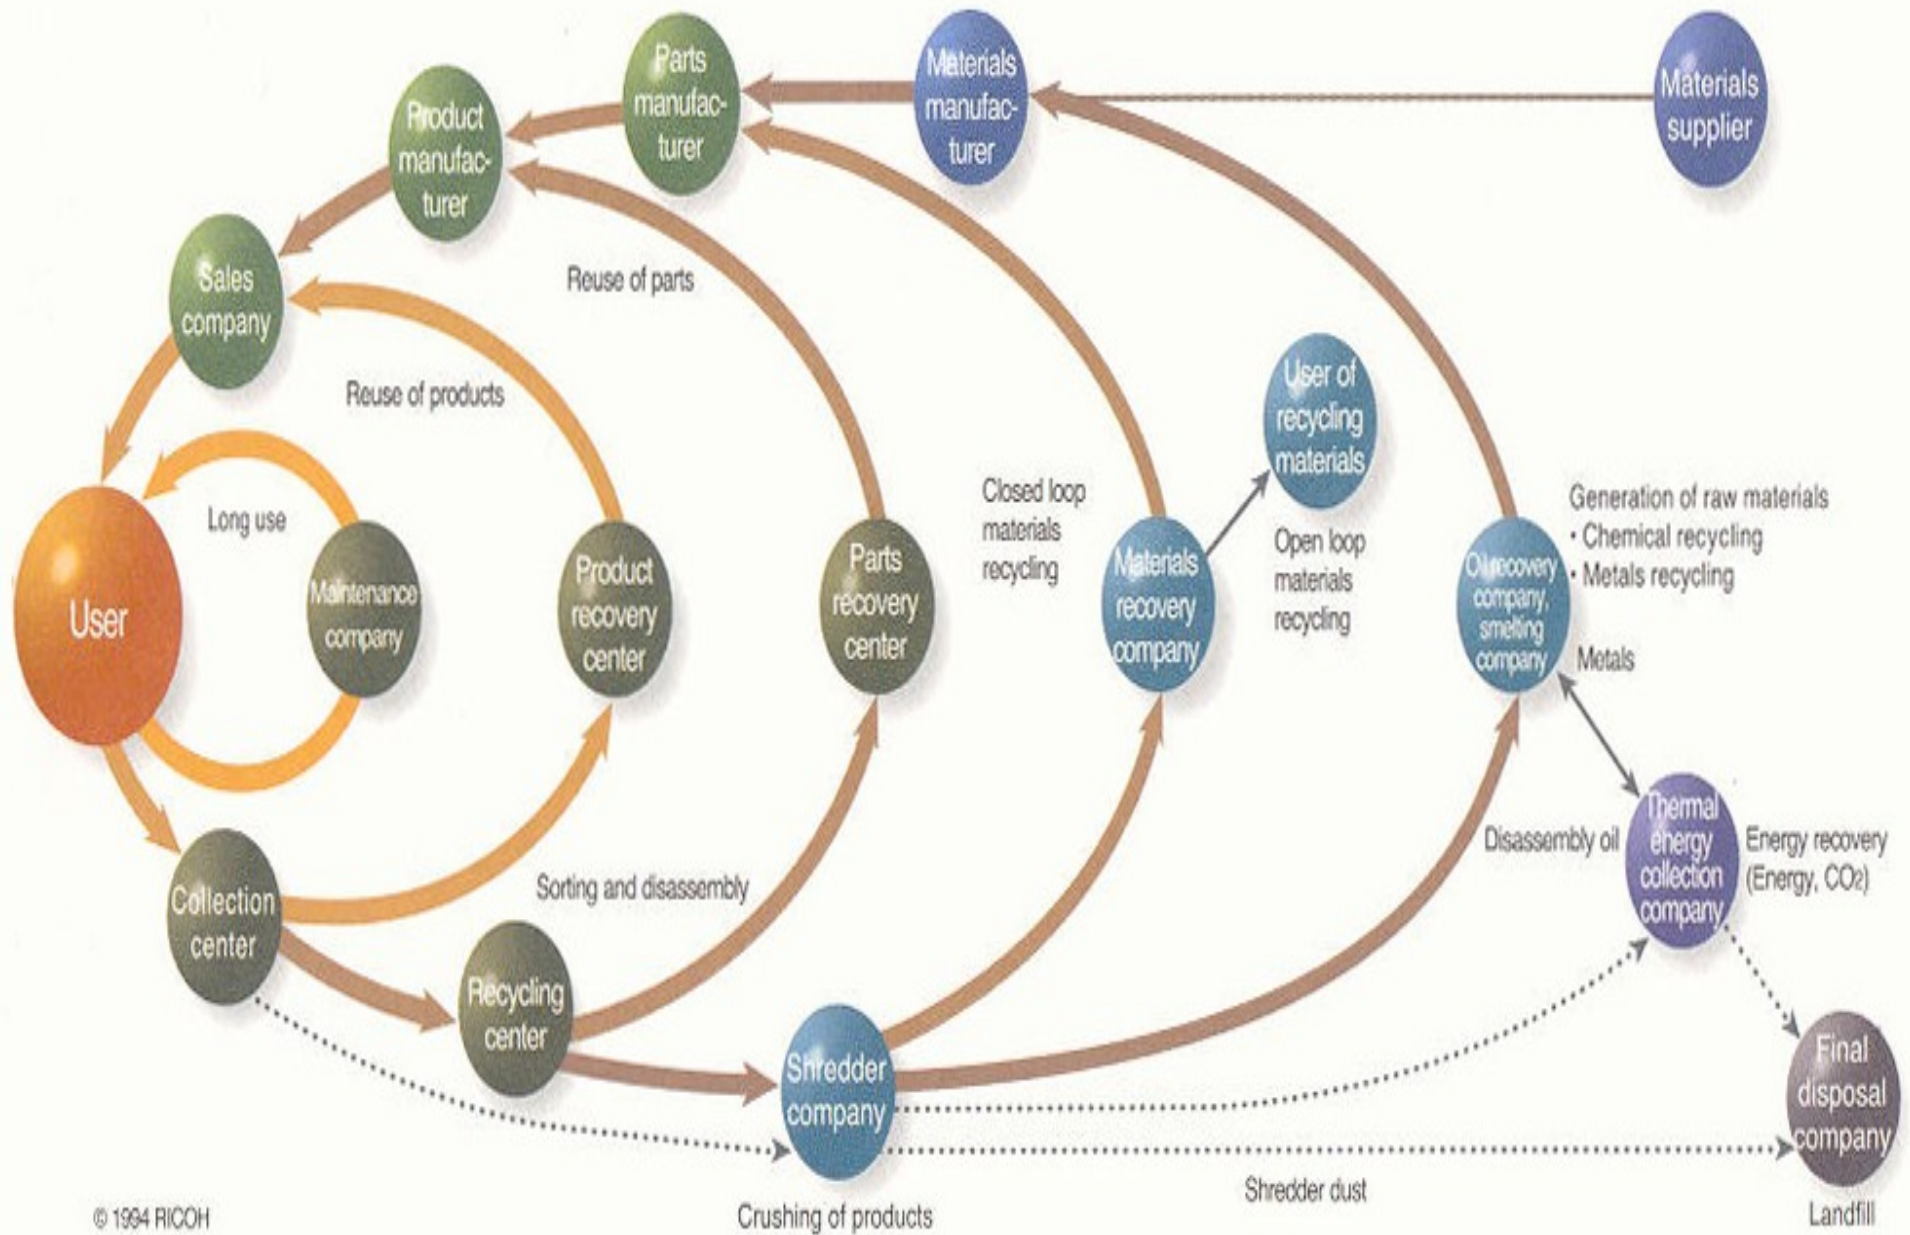 Parts
manufac-
turer
Materials
manufac-
turer
Materials
supplier
Product
manufac-
turer
Sales
company
Reuse of parts
Reuse of products
User of
recycling
materials
Long use
Closed loop
materials
recycling
Open loop
materials
recycling
Generation of raw materials
• Chemical recycling
• Metals recycling
User
Maintenance
company
Product
recovery
center
Parts
recovery
center
Materials
recovery
company
Oil recovery
company,
smelting
company
Metals
Disassembly oil
Thermal
energy
collection
company
Energy recovery
(Energy, CO2)
Collection
center
Sorting and disassembly
Recycling
center
Shredder
company
Final
disposal
company
Shredder dust
Crushing of products
Landfill
© 1994 RICOH